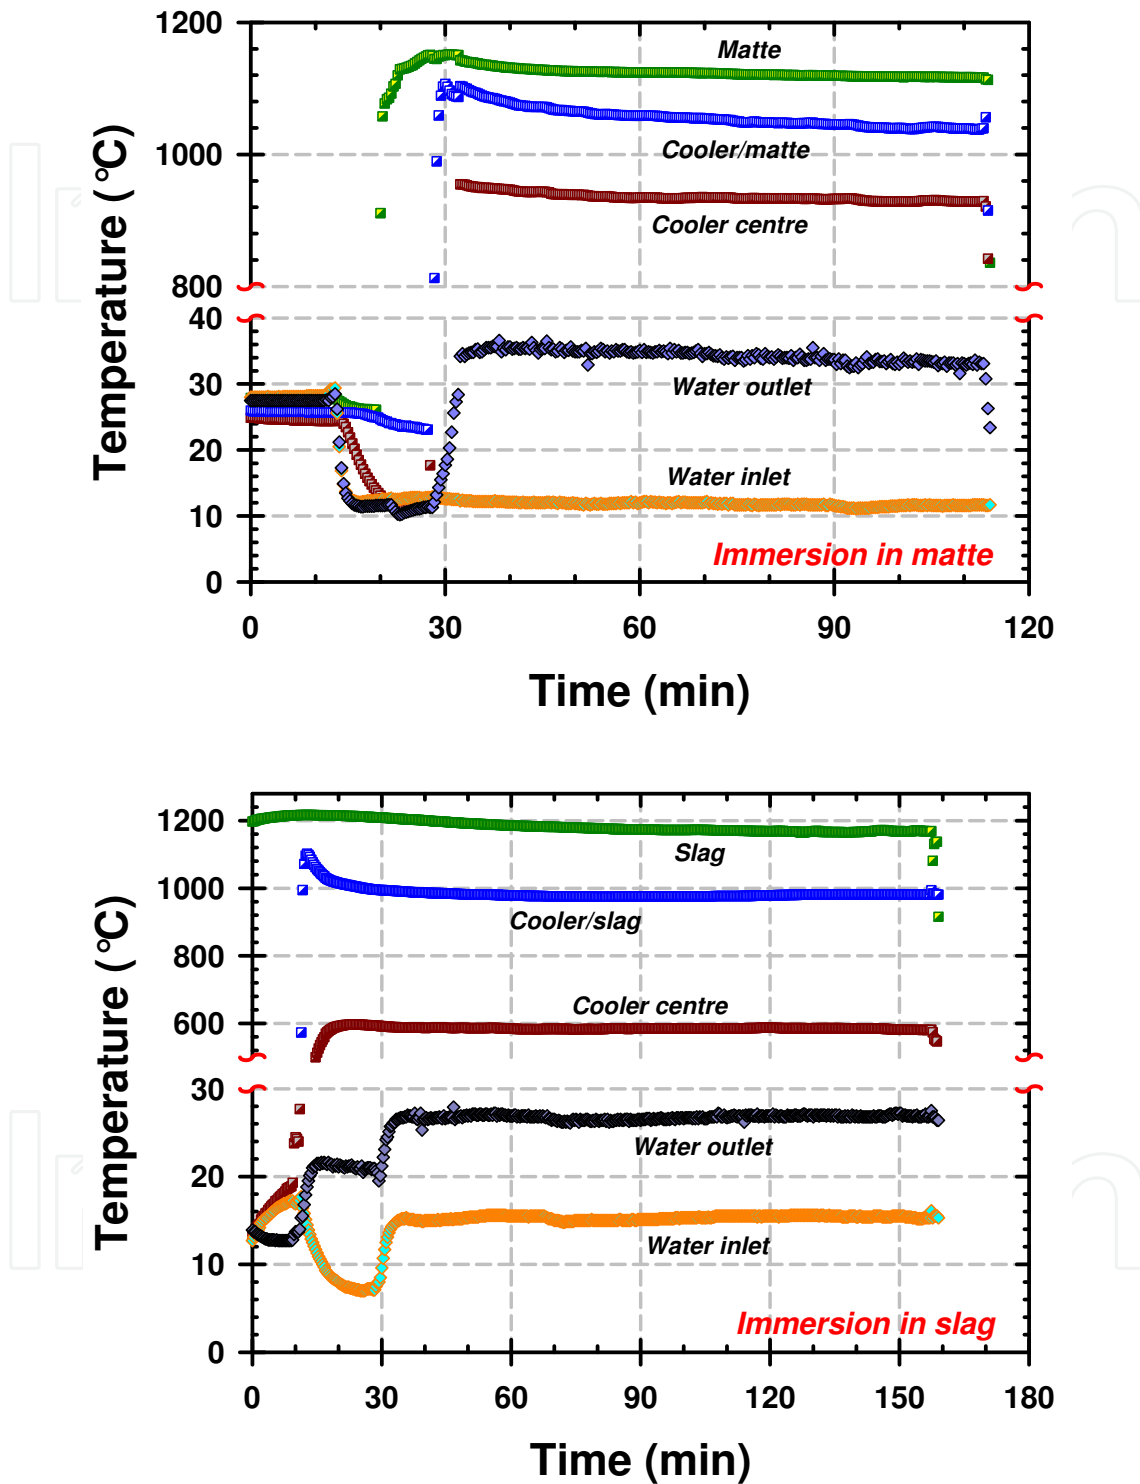 1200
Matte
1000
Cooler/matte
Cooler centre
800
Temperature (°C)
40
30
Water outlet
20
Water inlet
10
Immersion in matte
0
0 30 60 90 120
Time (min)
1200
Slag
1000
Cooler/slag
800
Cooler centre
600
Temperature (°C)
30
Water outlet
20
Water inlet
10
Immersion in slag
0
0 30 60 90 120 150 180
Time (min)